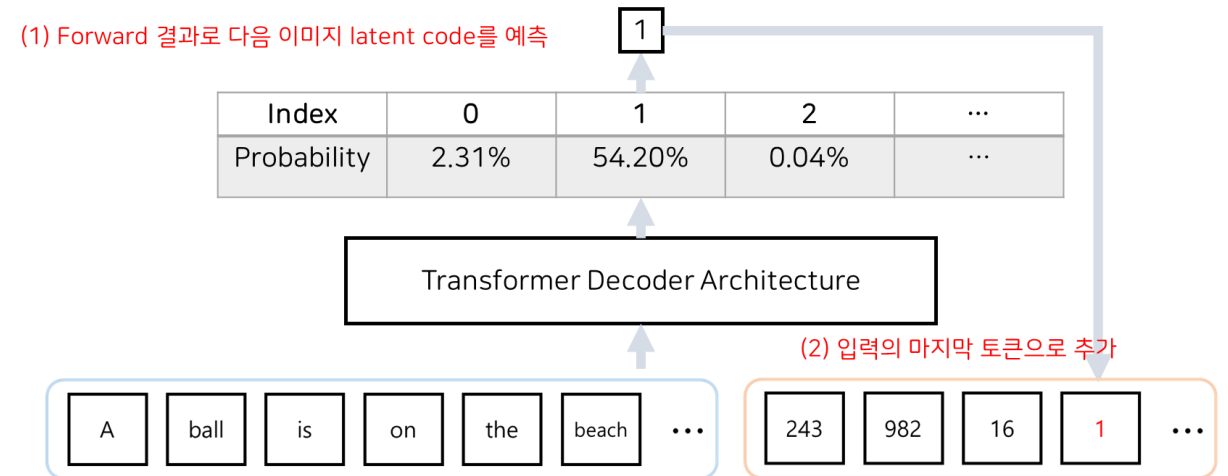 (1) Forward 결과로 다음 이미지 latent code를 예측
1
Index 0 1 2 ...
Probability 2.31% 54.20% 0.04% ...
Transformer Decoder Architecture
(2) 입력의 마지막 토큰으로 추가
A ball is on the beach ... 243 982 16 1 ...